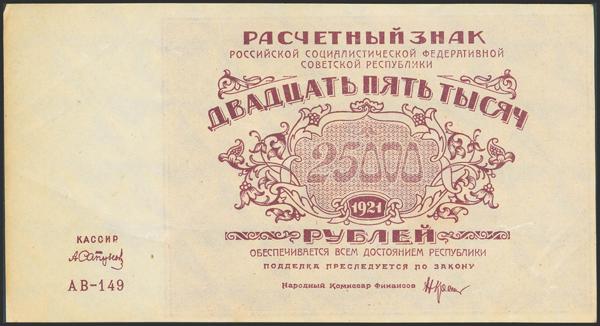 РАСЧЕТНЫЙ ЗНАК
РОССИЙСКОЙ СОЦИАЛИСТИЧЕСКОЙ ФЕДЕРАТИВНОЙ
СОВЕТСКОЙ РЕСПУБЛИКИ
ДВАДЦАТЬ ПЯТЬ ТЫСЯЧ
25000
1921
РУБЛЕЙ
ОБЕСПЕЧИВАЕТСЯ ВСЕМ ДОСТОЯНИЕМ РЕСПУБЛИКИ
ПОДДЕЛКА ПРЕСЛЕДУЕТСЯ ПО ЗАКОНУ
Народный Комиссар Финансов
КАССИР
АВ-149